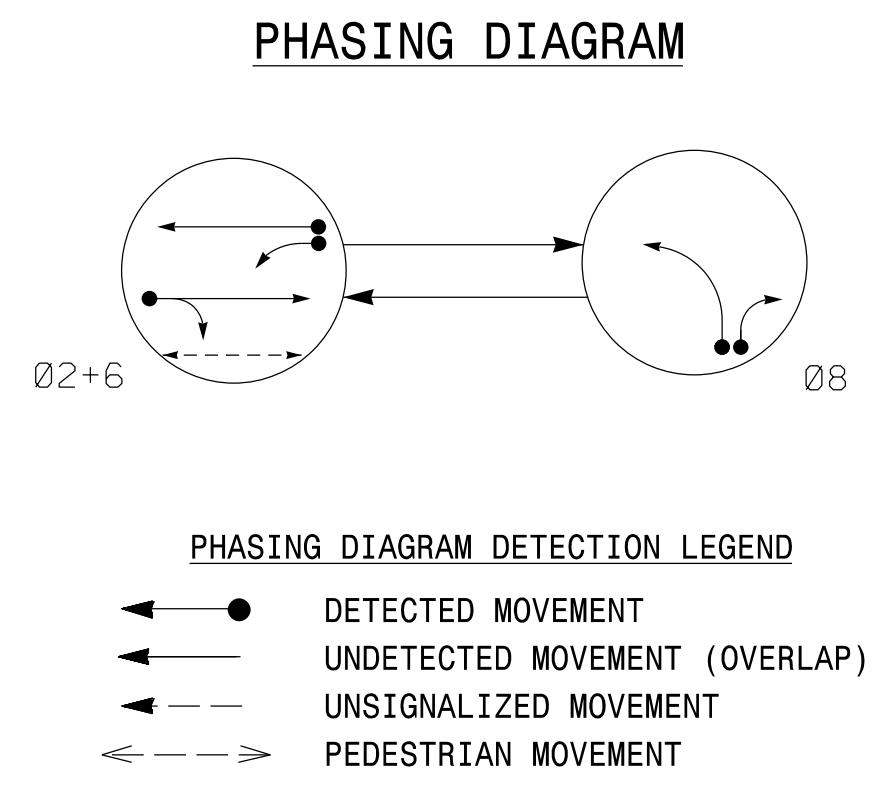 PHASING DIAGRAM
Ø2+6
Ø8
PHASING DIAGRAM DETECTION LEGEND
DETECTED MOVEMENT
UNDETECTED MOVEMENT (OVERLAP)
UNSIGNALIZED MOVEMENT
PEDESTRIAN MOVEMENT